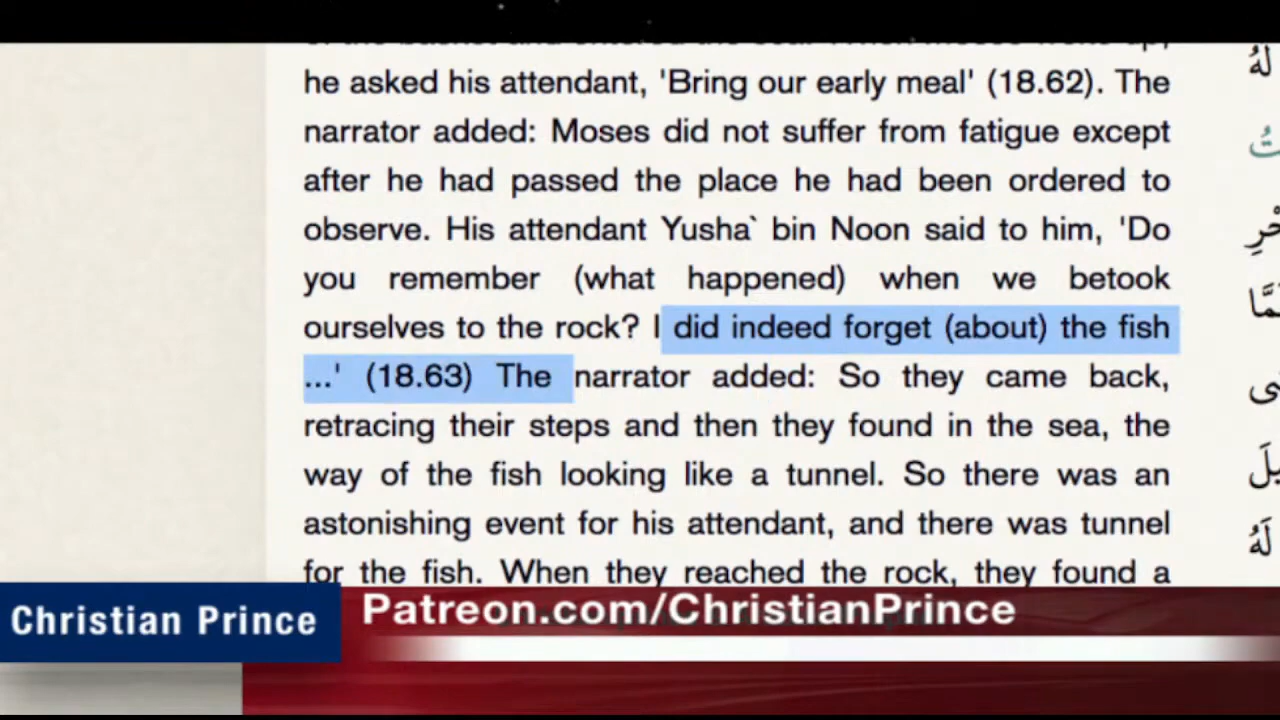 he asked his attendant, 'Bring our early meal' (18.62). The
narrator added: Moses did not suffer from fatigue except
after he had passed the place he had been ordered to
observe. His attendant Yusha` bin Noon said to him, 'Do
you remember (what happened) when we betook
ourselves to the rock? I did indeed forget (about) the fish
...' (18.63) The narrator added: So they came back,
retracing their steps and then they found in the sea, the
way of the fish looking like a tunnel. So there was an
astonishing event for his attendant, and there was tunnel
for the fish. When they reached the rock, they found a
لَهُ
لَهُ
Christian Prince
Patreon.com/ChristianPrince